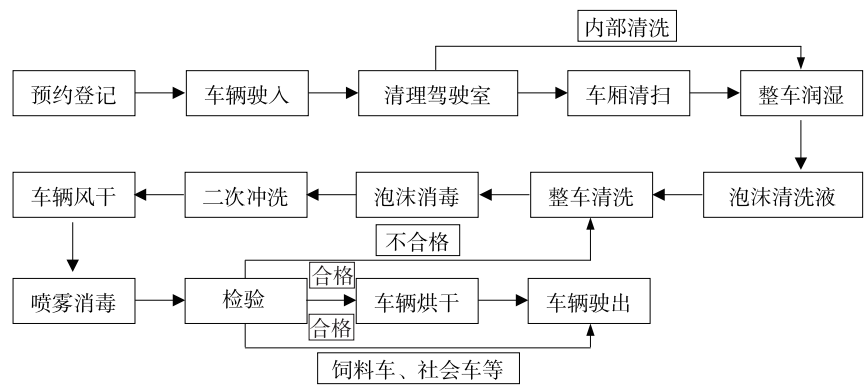 内部清洗
预约登记 车辆驶入 清理驾驶室 车厢清扫 整车润湿
车辆风干 二次冲洗 泡沫消毒 整车清洗 泡沫清洗液
不合格
合格
喷雾消毒 检验 车辆烘干 车辆驶出
合格
饲料车、社会车等